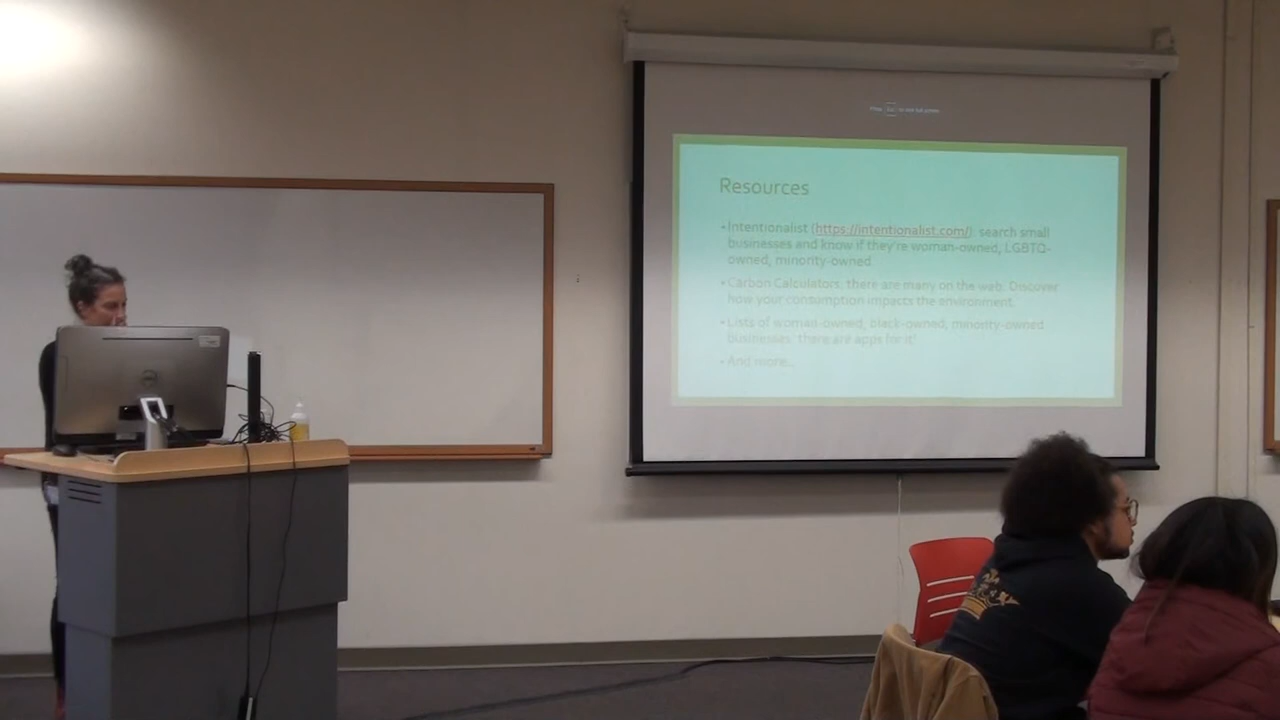 Resources
• Intentionalist (https://intentionalist.com/): search small
businesses and know if they're woman-owned, LGBTQ-
owned, minority-owned
• Carbon Calculators, there are many on the web. Discover
how your consumption impacts the environment.
• Lists of woman-owned, black-owned, minority-owned
businesses' there are apps for it!
• And more...